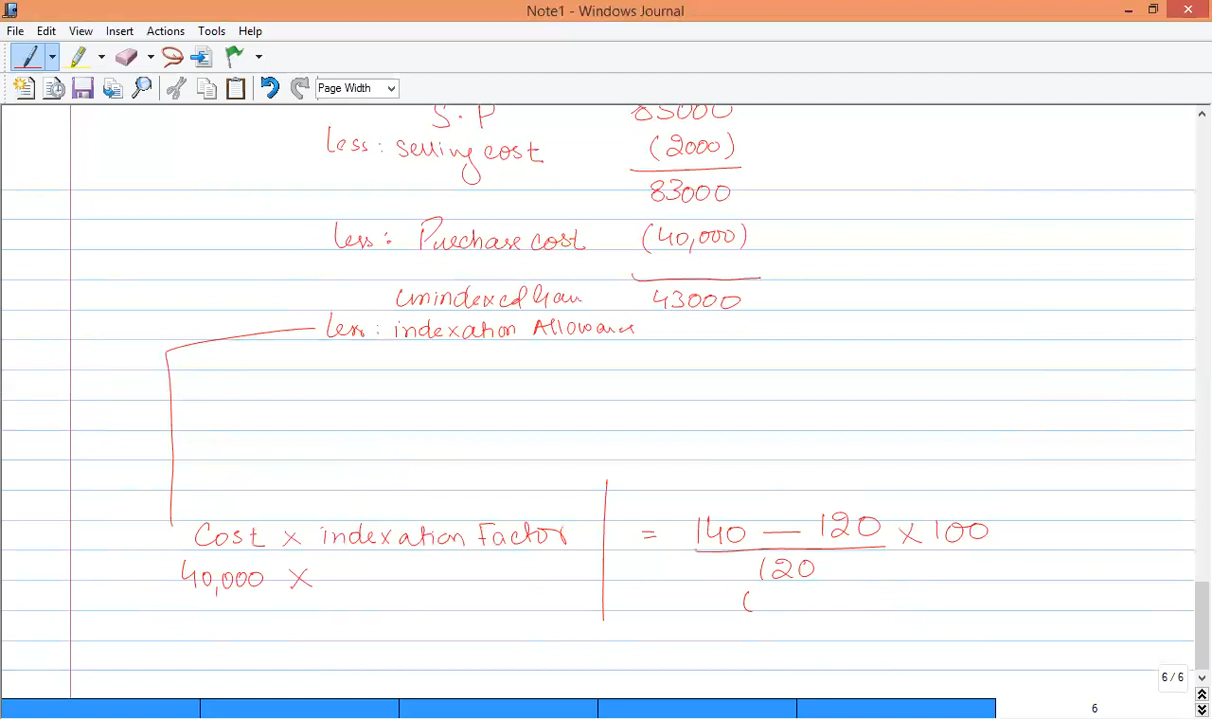 Note1 - Windows Journal
File Edit View Insert Actions Tools Help
Page Width
S.P 85000
less: Selling cost (2000)
83000
less: Purchase cost (40,000)
unindexed Gain 43000
less: indexation Allowance
Cost × indexation Factor = 140 — 120 × 100
40,000 × 120
(
6 / 6
6